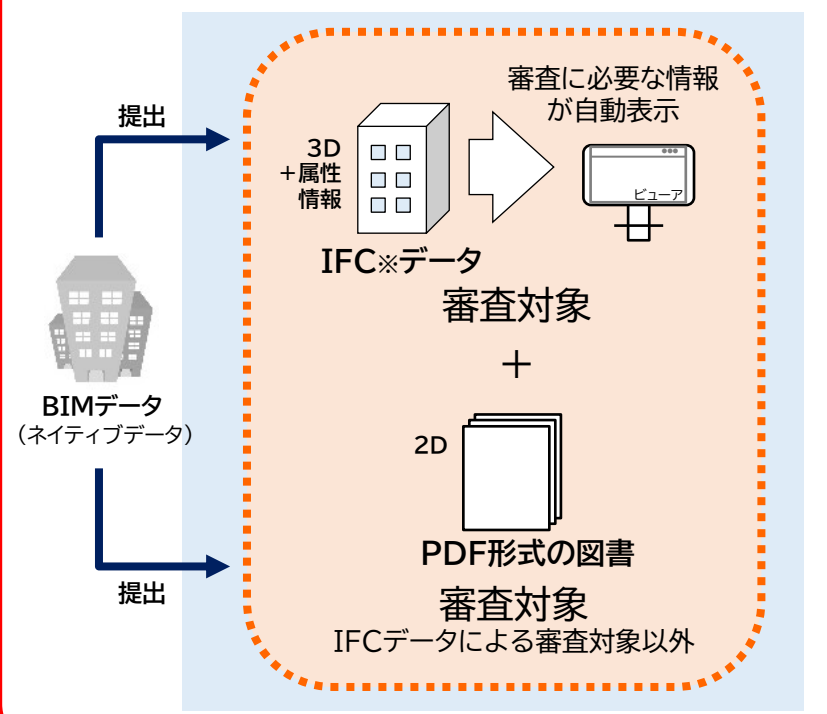 提出
審査に必要な情報
が自動表示
3D
＋属性
情報
ビューア
IFC※データ
審査対象
＋
BIMデータ
（ネイティブデータ）
2D
PDF形式の図書
提出
審査対象
IFCデータによる審査対象以外